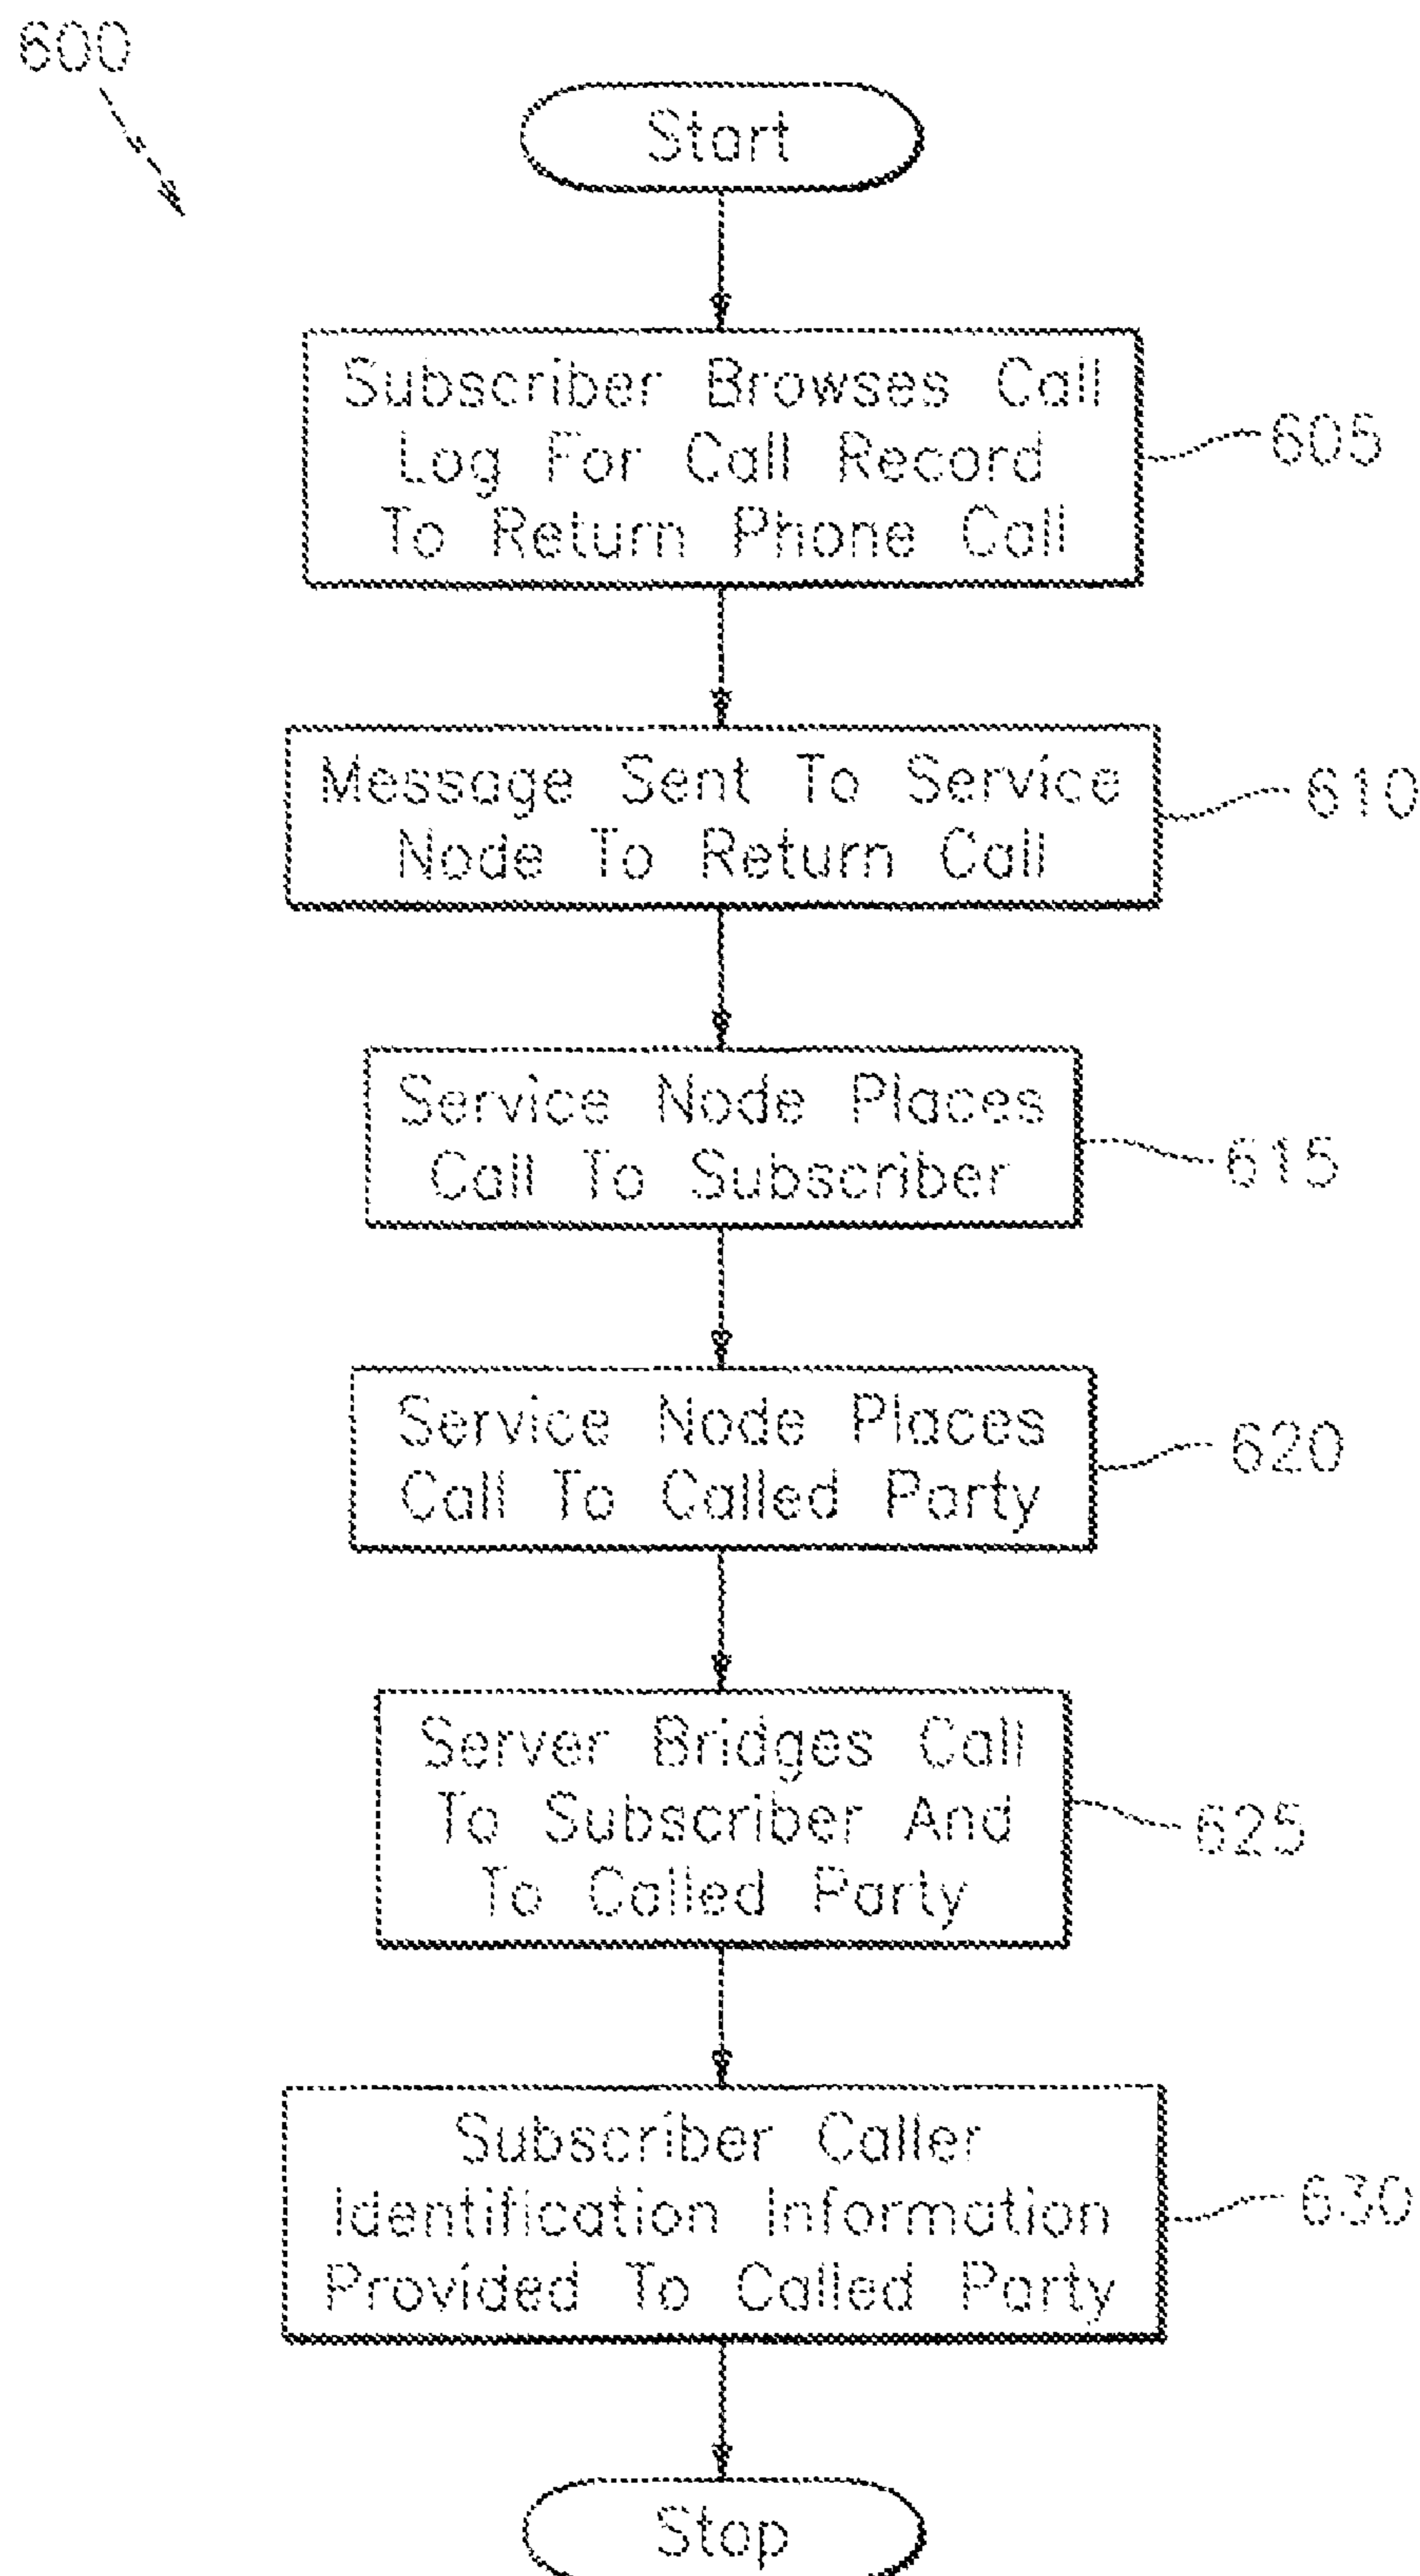 600
Start
Subscriber Browses Call
Log For Call Record
To Return Phone Call
605
Message Sent To Service
Node To Return Call
610
Service Node Places
Call To Subscriber
615
Service Node Places
Call To Called Party
620
Server Bridges Call
To Subscriber And
To Called Party
625
Subscriber Caller
Identification Information
Provided To Called Party
630
Stop